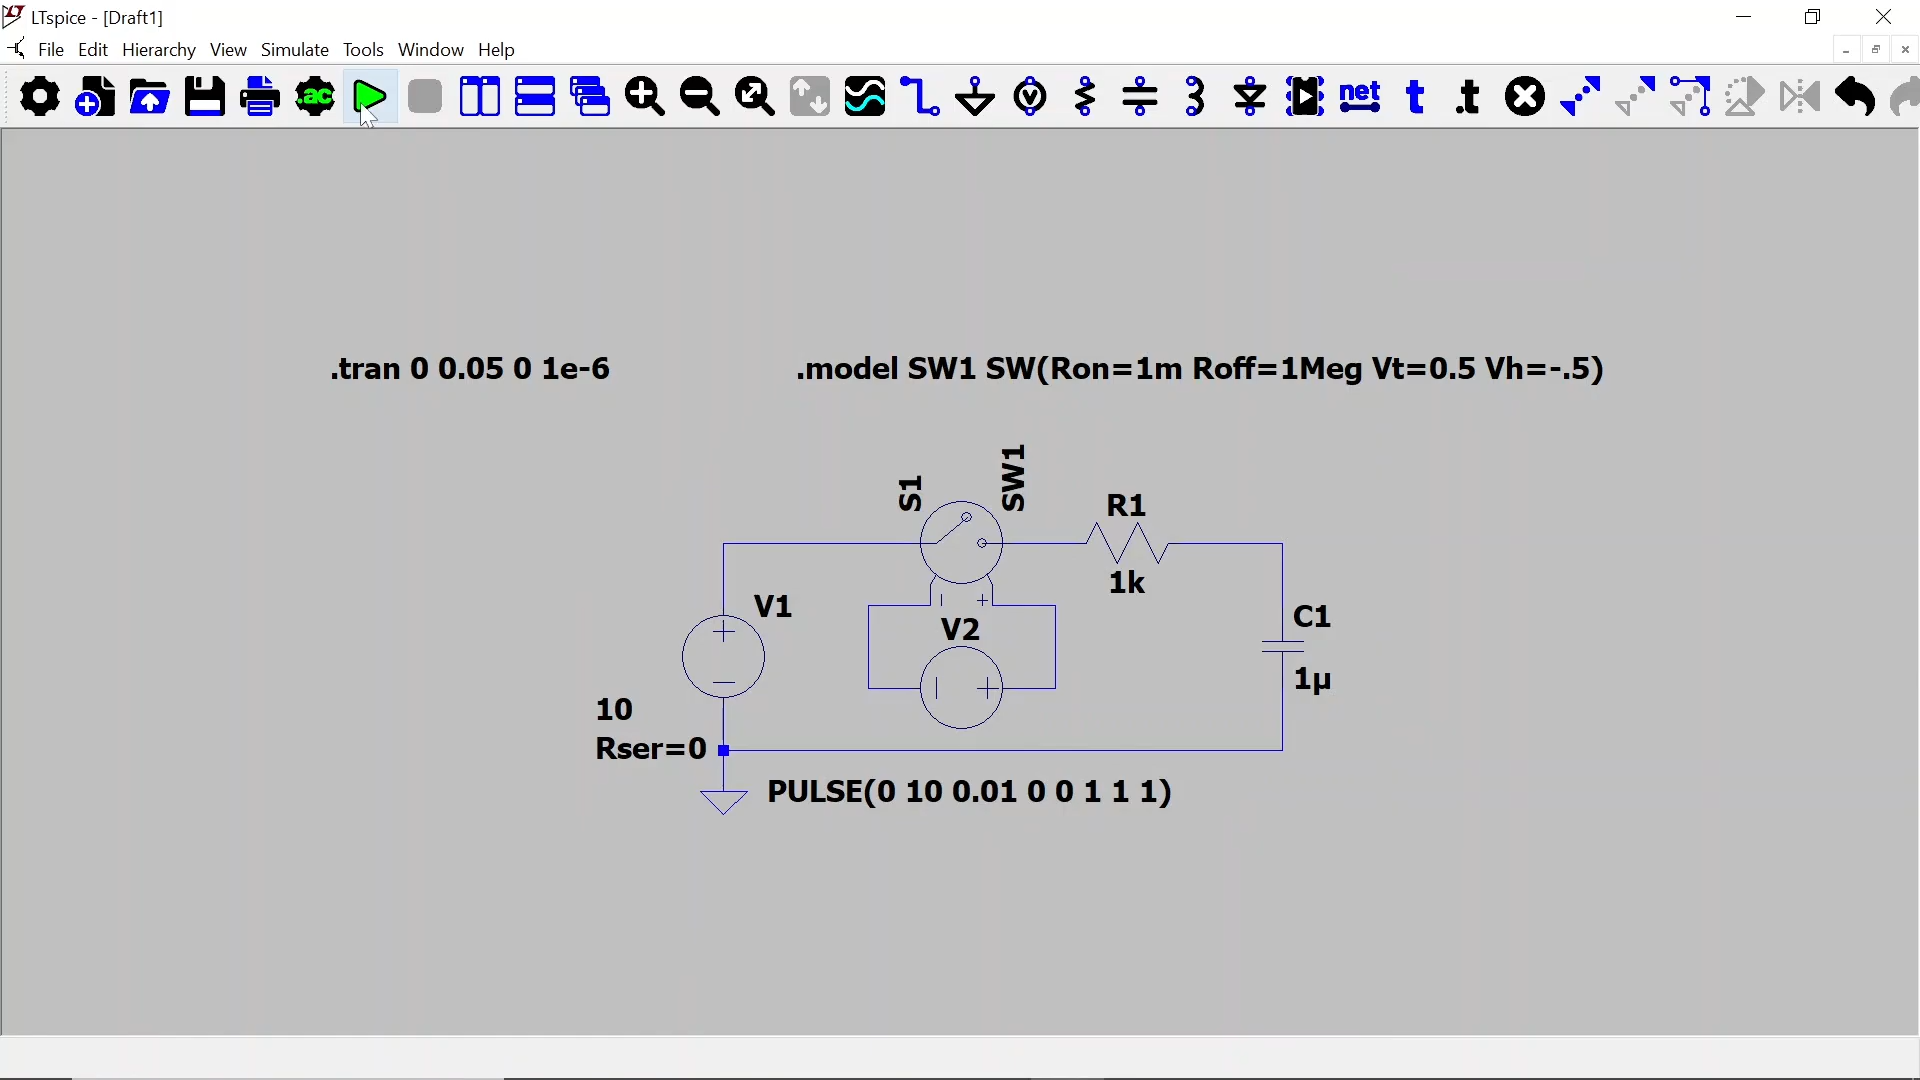 LTspice - [Draft1]
File Edit Hierarchy View Simulate Tools Window Help
.ac net t .t
.tran 0 0.05 0 1e-6
.model SW1 SW(Ron=1m Roff=1Meg Vt=0.5 Vh=-.5)
S1
SW1
R1
1k
V1
V2
C1
1µ
10
Rser=0
PULSE(0 10 0.01 0 0 1 1 1)